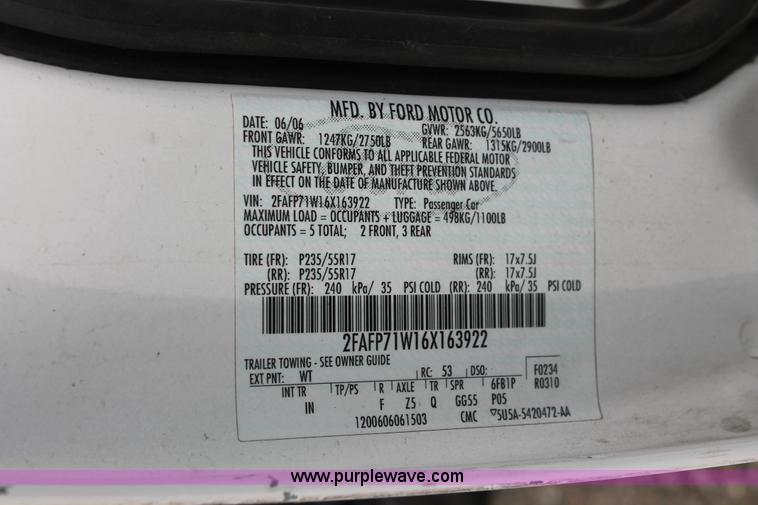 MFD. BY FORD MOTOR CO.
DATE: 06/06 GVWR: 2563KG/5650LB
FRONT GAWR: 1247KG/2750LB REAR GAWR: 1315KG/2900LB
THIS VEHICLE CONFORMS TO ALL APPLICABLE FEDERAL MOTOR
VEHICLE SAFETY, BUMPER, AND THEFT PREVENTION STANDARDS
IN EFFECT ON THE DATE OF MANUFACTURE SHOWN ABOVE.
VIN: 2FAFP71W16X163922 TYPE: Passenger Car
MAXIMUM LOAD = OCCUPANTS + LUGGAGE = 498KG/1100LB
OCCUPANTS = 5 TOTAL; 2 FRONT, 3 REAR
TIRE (FR): P235/55R17 RIMS (FR): 17x7.5J
(RR): P235/55R17 (RR): 17x7.5J
PRESSURE (FR): 240 kPa/ 35 PSI COLD (RR): 240 kPa/ 35 PSI COLD
2FAFP71W16X163922
TRAILER TOWING - SEE OWNER GUIDE
EXT PNT: WT RC: 53 DSO: F0234
INT TR TP/PS R AXLE TR SPR 6FB1P R0310
IN F Z5 Q GG55 P05
1200606061503 CMC ▽5U5A-5420472-AA
www.purplewave.com